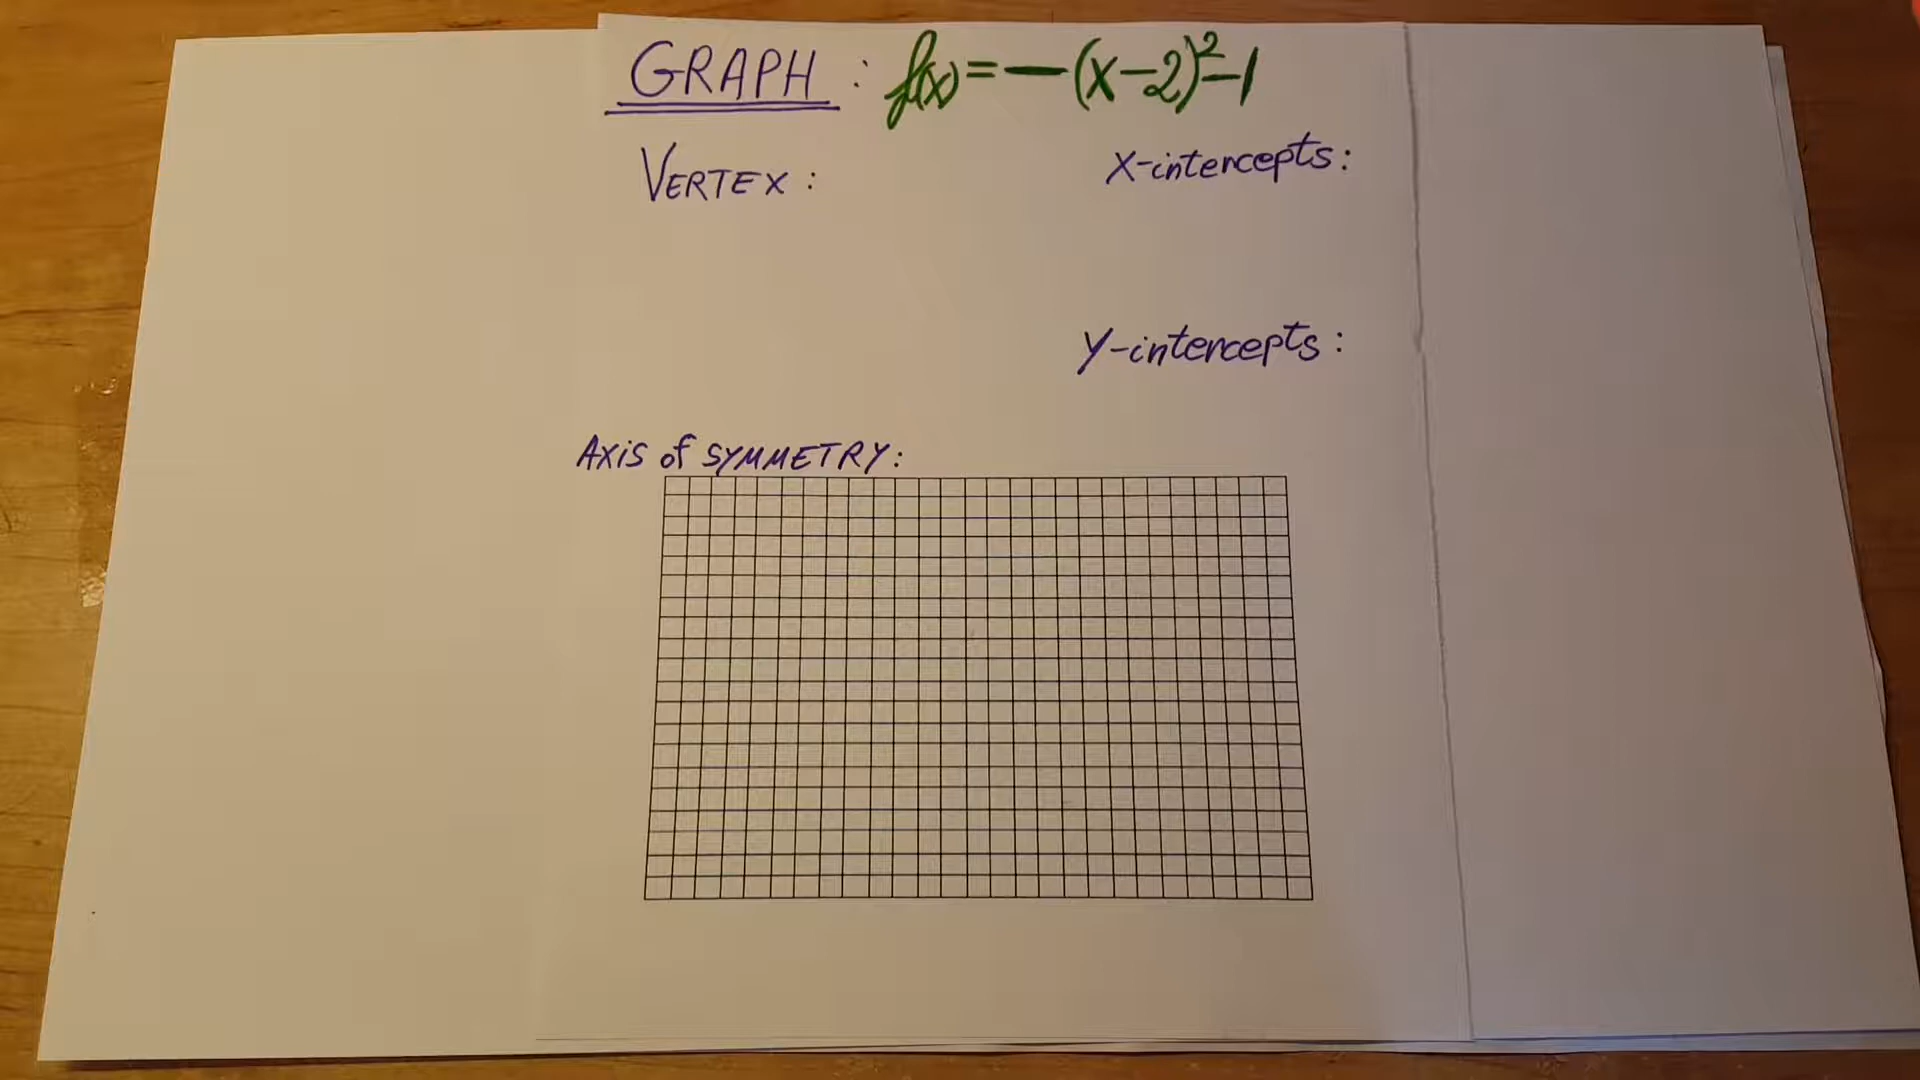 GRAPH : f(x)=-(x-2)²-1
VERTEX :
X-intercepts:
Y-intercepts:
AXiS of SYMMETRY: